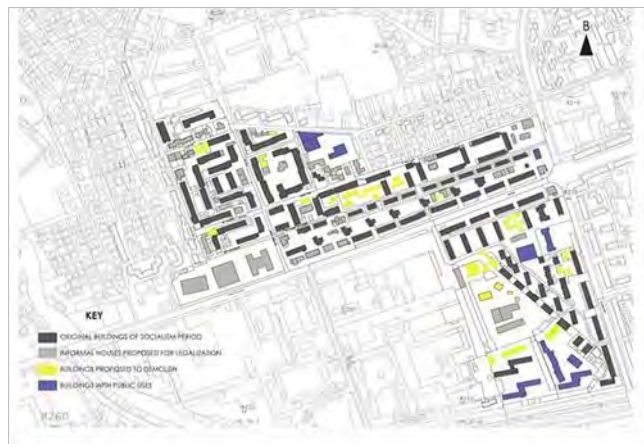 B
KEY
ORIGINAL BUILDINGS OF SOCIALISM PERIOD
INFORMAL HOUSES PROPOSED FOR LEGALIZATION
BUILDINGS PROPOSED TO DEMOLISH
BUILDINGS WITH PUBLIC USES